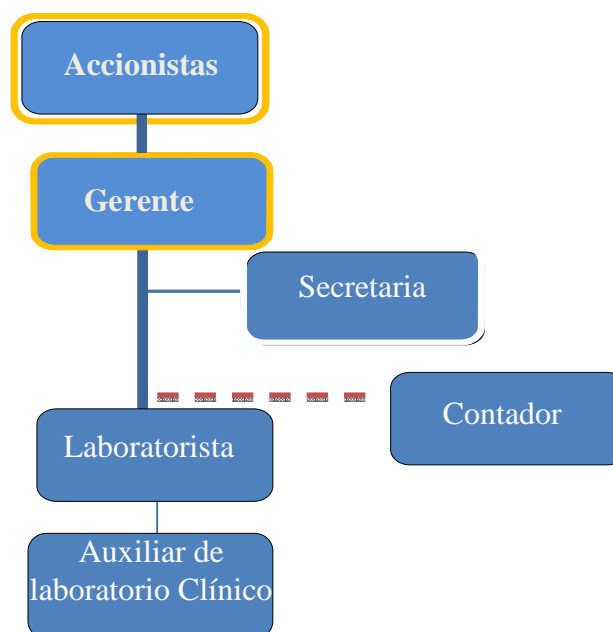 Accionistas
Gerente
Secretaria
Contador
Laboratorista
Auxiliar de
laboratorio Clínico